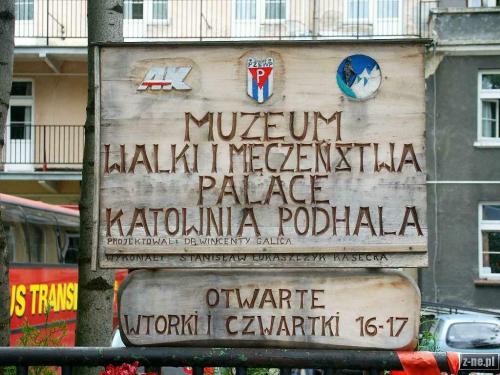 AK
P
MUZEUM
WALKI I MĘCZEŃSTWA
PALACE
KATOWNIA PODHALA
PROJEKTOWAŁ: DR WINCENTY GALICA
WYKONAŁ: STANISŁAW ŁUKASZCZYK KASECKA
OTWARTE
WTORKI I CZWARTKI 16-17
US TRANS
z-ne.pl